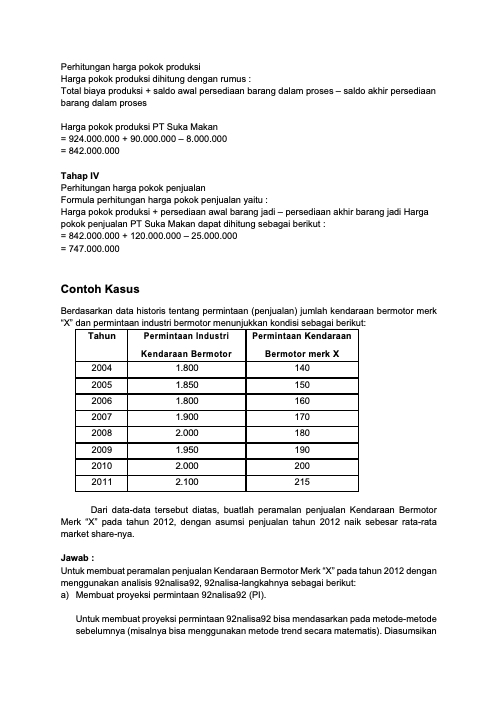 Perhitungan harga pokok produksi
Harga pokok produksi dihitung dengan rumus :
Total biaya produksi + saldo awal persediaan barang dalam proses – saldo akhir persediaan
barang dalam proses
Harga pokok produksi PT Suka Makan
= 924.000.000 + 90.000.000 – 8.000.000
= 842.000.000
Tahap IV
Perhitungan harga pokok penjualan
Formula perhitungan harga pokok penjualan yaitu :
Harga pokok produksi + persediaan awal barang jadi – persediaan akhir barang jadi Harga
pokok penjualan PT Suka Makan dapat dihitung sebagai berikut :
= 842.000.000 + 120.000.000 – 25.000.000
= 747.000.000
Contoh Kasus
Berdasarkan data historis tentang permintaan (penjualan) jumlah kendaraan bermotor merk
“X” dan permintaan industri bermotor menunjukkan kondisi sebagai berikut:
Tahun Permintaan Industri Permintaan Kendaraan
Kendaraan Bermotor Bermotor merk X
2004 1.800 140
2005 1.850 150
2006 1.800 160
2007 1.900 170
2008 2.000 180
2009 1.950 190
2010 2.000 200
2011 2.100 215
Dari data-data tersebut diatas, buatlah peramalan penjualan Kendaraan Bermotor
Merk “X” pada tahun 2012, dengan asumsi penjualan tahun 2012 naik sebesar rata-rata
market share-nya.
Jawab :
Untuk membuat peramalan penjualan Kendaraan Bermotor Merk “X” pada tahun 2012 dengan
menggunakan analisis 92nalisa92, 92nalisa-langkahnya sebagai berikut:
a) Membuat proyeksi permintaan 92nalisa92 (PI).
Untuk membuat proyeksi permintaan 92nalisa92 bisa mendasarkan pada metode-metode
sebelumnya (misalnya bisa menggunakan metode trend secara matematis). Diasumsikan